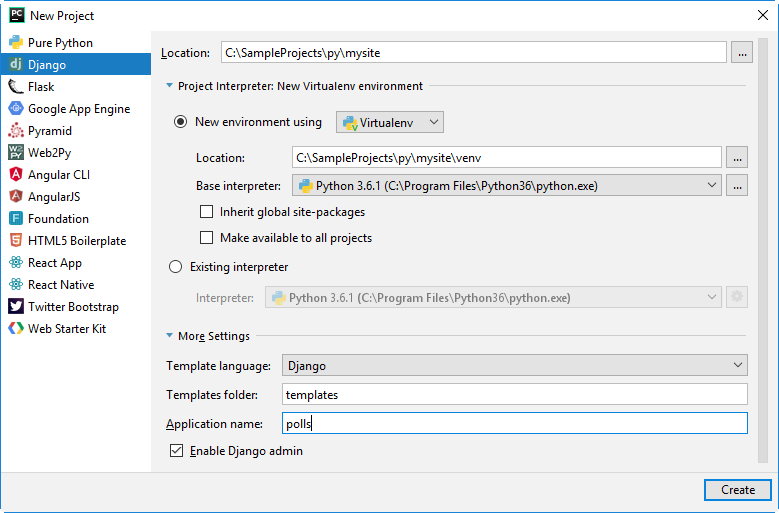 New Project
Pure Python
Django
Flask
Google App Engine
Pyramid
Web2Py
Angular CLI
AngularJS
Foundation
HTML5 Boilerplate
React App
React Native
Twitter Bootstrap
Web Starter Kit
Location: C:\SampleProjects\py\mysite ...
Project Interpreter: New Virtualenv environment
New environment using Virtualenv
Location: C:\SampleProjects\py\mysite\venv ...
Base interpreter: Python 3.6.1 (C:\Program Files\Python36\python.exe) ...
Inherit global site-packages
Make available to all projects
Existing interpreter
Interpreter: Python 3.6.1 (C:\Program Files\Python36\python.exe)
More Settings
Template language: Django
Templates folder: templates
Application name: polls
Enable Django admin
Create